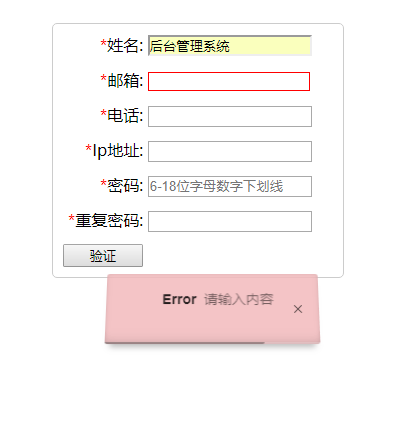 *姓名: 后台管理系统
*邮箱:
*电话:
*Ip地址:
*密码: 6-18位字母数字下划线
*重复密码:
验证
Error 请输入内容 ×